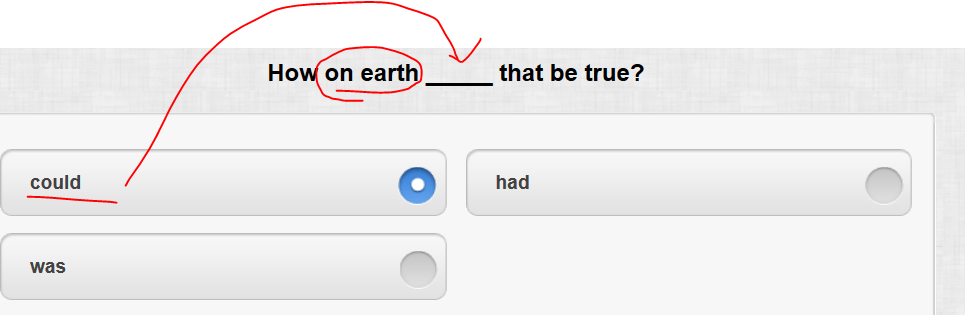 How on earth _____ that be true?
could
had
was